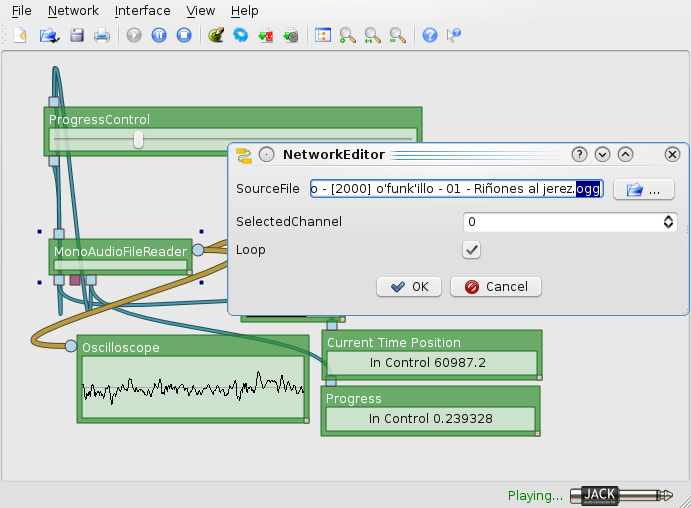 File Network Interface View Help
ProgressControl
NetworkEditor
SourceFile o - [2000] o'funk'illo - 01 - Riñones al jerez.ogg ...
SelectedChannel 0
Loop
OK Cancel
MonoAudioFileReader
Oscilloscope
Current Time Position
In Control 60987.2
Progress
In Control 0.239328
Playing... JACK